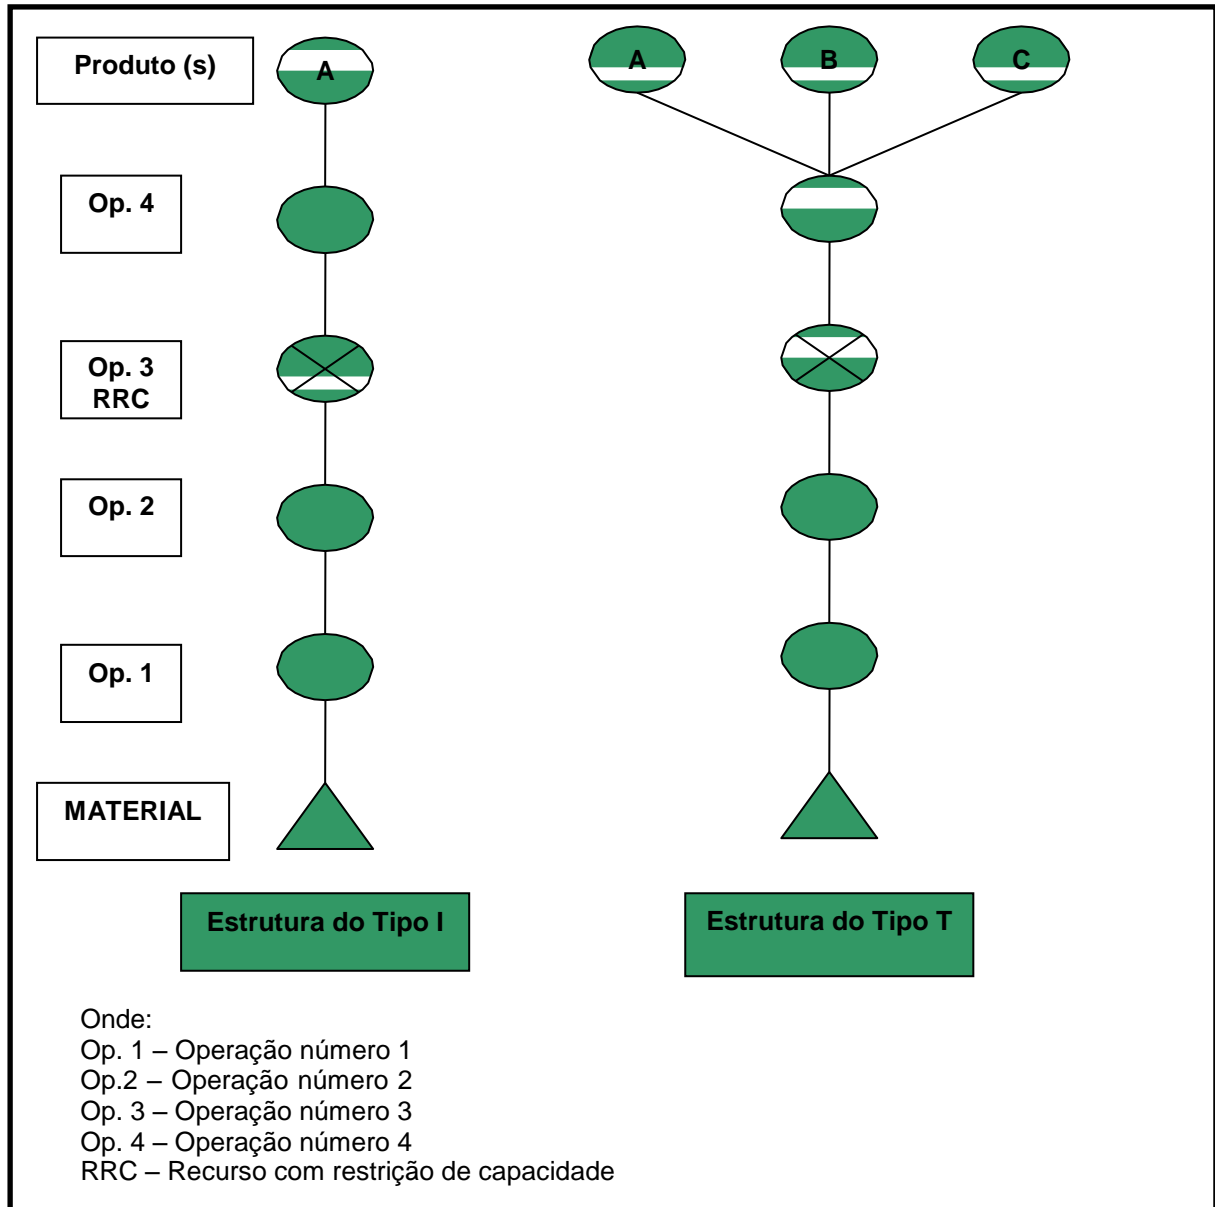 Produto (s)
A
A
B
C
Op. 4
Op. 3
RRC
Op. 2
Op. 1
MATERIAL
Estrutura do Tipo I
Estrutura do Tipo T
Onde:
Op. 1 – Operação número 1
Op.2 – Operação número 2
Op. 3 – Operação número 3
Op. 4 – Operação número 4
RRC – Recurso com restrição de capacidade